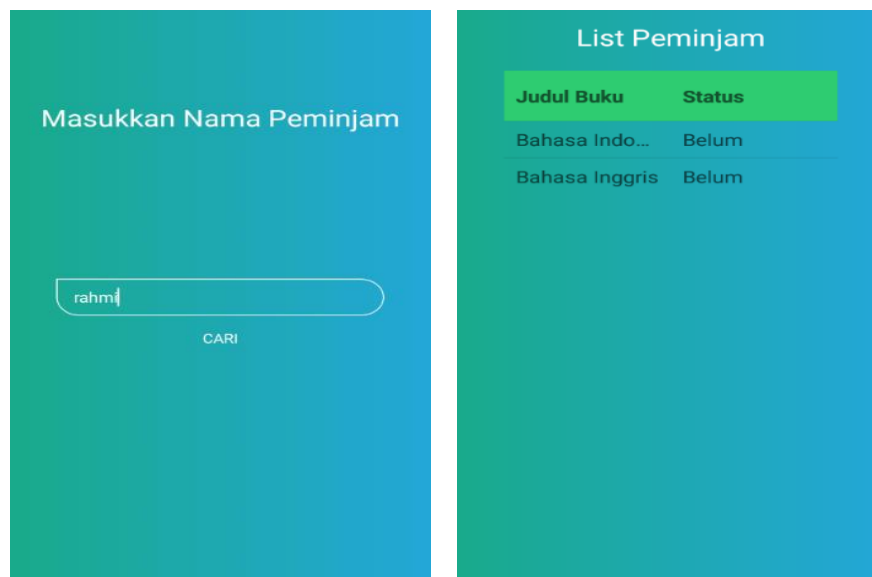 Masukkan Nama Peminjam
rahmi
CARI
List Peminjam
Judul Buku Status
Bahasa Indo... Belum
Bahasa Inggris Belum